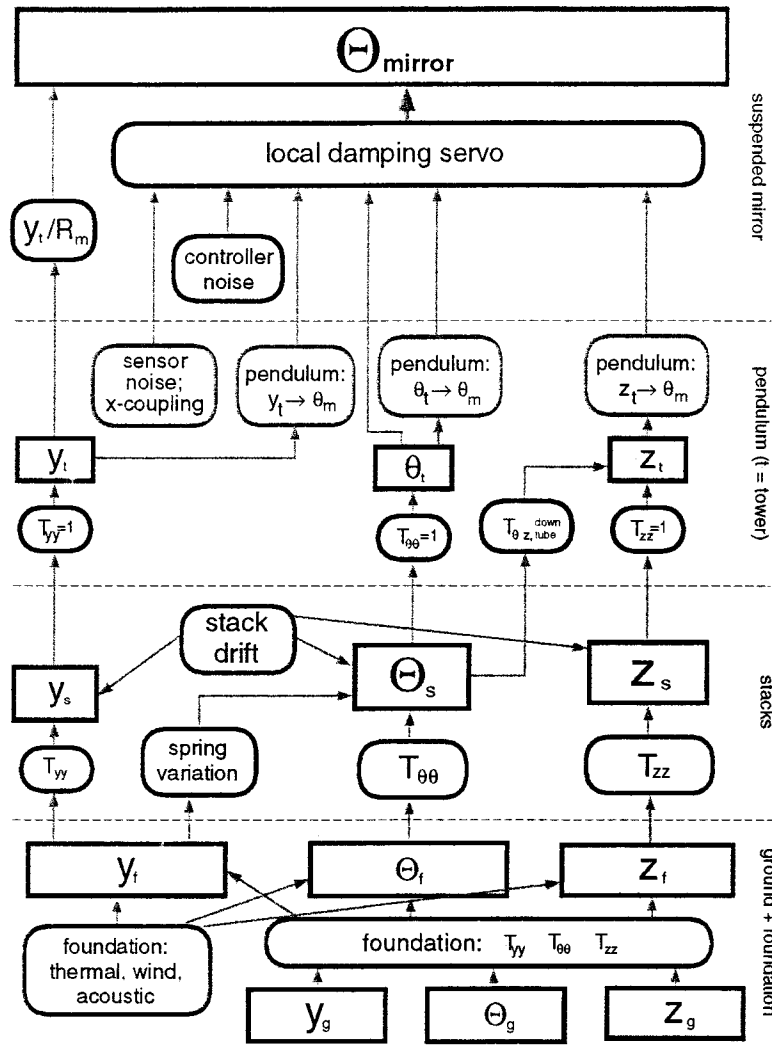 Θmirror
local damping servo
yt/Rm
controller
noise
suspended mirror
sensor
noise;
x-coupling
pendulum:
yt → θm
pendulum:
θt → θm
pendulum:
zt → θm
yt
θt
zt
Tyy=1
Tθθ=1
Tθ z, down tube
Tzz=1
pendulum (t = tower)
stack
drift
ys
Θs
zs
Tyy
spring
variation
Tθθ
Tzz
stacks
yf
Θf
zf
foundation:
thermal, wind,
acoustic
foundation: Tyy Tθθ Tzz
yg
Θg
zg
ground + foundation